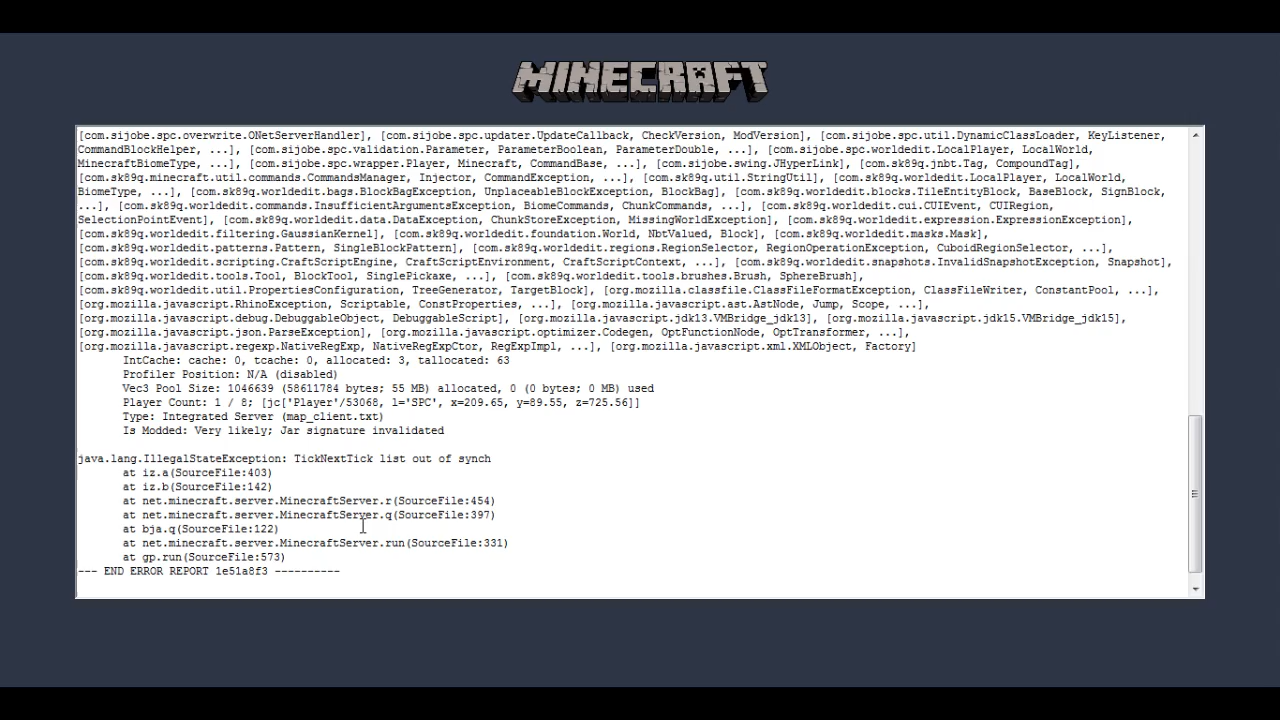 MINECRAFT
[com.sijobe.spc.overwrite.ONetServerHandler], [com.sijobe.spc.updater.UpdateCallback, CheckVersion, ModVersion], [com.sijobe.spc.util.DynamicClassLoader, KeyListener,
CommandBlockHelper, ...], [com.sijobe.spc.validation.Parameter, ParameterBoolean, ParameterDouble, ...], [com.sijobe.spc.worldedit.LocalPlayer, LocalWorld,
MinecraftBiomeType, ...], [com.sijobe.spc.wrapper.Player, Minecraft, CommandBase, ...], [com.sijobe.swing.JHyperLink], [com.sk89q.jnbt.Tag, CompoundTag],
[com.sk89q.minecraft.util.commands.CommandsManager, Injector, CommandException, ...], [com.sk89q.util.StringUtil], [com.sk89q.worldedit.LocalPlayer, LocalWorld,
BiomeType, ...], [com.sk89q.worldedit.bags.BlockBagException, UnplaceableBlockException, BlockBag], [com.sk89q.worldedit.blocks.TileEntityBlock, BaseBlock, SignBlock,
...], [com.sk89q.worldedit.commands.InsufficientArgumentsException, BiomeCommands, ChunkCommands, ...], [com.sk89q.worldedit.cui.CUIEvent, CUIRegion,
SelectionPointEvent], [com.sk89q.worldedit.data.DataException, ChunkStoreException, MissingWorldException], [com.sk89q.worldedit.expression.ExpressionException],
[com.sk89q.worldedit.filtering.GaussianKernel], [com.sk89q.worldedit.foundation.World, NbtValued, Block], [com.sk89q.worldedit.masks.Mask],
[com.sk89q.worldedit.patterns.Pattern, SingleBlockPattern], [com.sk89q.worldedit.regions.RegionSelector, RegionOperationException, CuboidRegionSelector, ...],
[com.sk89q.worldedit.scripting.CraftScriptEngine, CraftScriptEnvironment, CraftScriptContext, ...], [com.sk89q.worldedit.snapshots.InvalidSnapshotException, Snapshot],
[com.sk89q.worldedit.tools.Tool, BlockTool, SinglePickaxe, ...], [com.sk89q.worldedit.tools.brushes.Brush, SphereBrush],
[com.sk89q.worldedit.util.PropertiesConfiguration, TreeGenerator, TargetBlock], [org.mozilla.classfile.ClassFileFormatException, ClassFileWriter, ConstantPool, ...],
[org.mozilla.javascript.RhinoException, Scriptable, ConstProperties, ...], [org.mozilla.javascript.ast.AstNode, Jump, Scope, ...],
[org.mozilla.javascript.debug.DebuggableObject, DebuggableScript], [org.mozilla.javascript.jdk13.VMBridge_jdk13], [org.mozilla.javascript.jdk15.VMBridge_jdk15],
[org.mozilla.javascript.json.ParseException], [org.mozilla.javascript.optimizer.Codegen, OptFunctionNode, OptTransformer, ...],
[org.mozilla.javascript.regexp.NativeRegExp, NativeRegExpCtor, RegExpImpl, ...], [org.mozilla.javascript.xml.XMLObject, Factory]
IntCache: cache: 0, tcache: 0, allocated: 3, tallocated: 63
Profiler Position: N/A (disabled)
Vec3 Pool Size: 1046639 (58611784 bytes; 55 MB) allocated, 0 (0 bytes; 0 MB) used
Player Count: 1 / 8; [jc['Player'/53068, l='SPC', x=209.65, y=89.55, z=725.56]]
Type: Integrated Server (map_client.txt)
Is Modded: Very likely; Jar signature invalidated
java.lang.IllegalStateException: TickNextTick list out of synch
at iz.a(SourceFile:403)
at iz.b(SourceFile:142)
at net.minecraft.server.MinecraftServer.r(SourceFile:454)
at net.minecraft.server.MinecraftServer.q(SourceFile:397)
at bja.q(SourceFile:122)
at net.minecraft.server.MinecraftServer.run(SourceFile:331)
at gp.run(SourceFile:573)
--- END ERROR REPORT 1e51a8f3 ----------